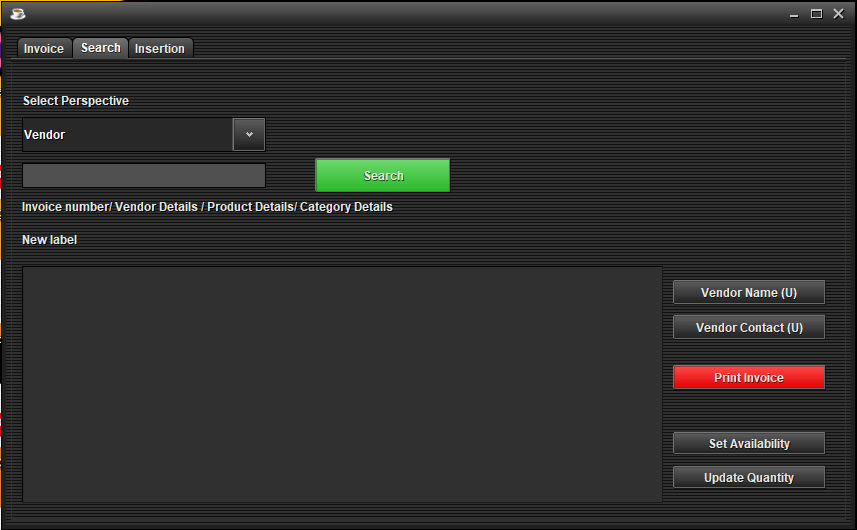 Invoice
Search
Insertion
Select Perspective
Vendor
Search
Invoice number/ Vendor Details / Product Details/ Category Details
New label
Vendor Name (U)
Vendor Contact (U)
Print Invoice
Set Availability
Update Quantity